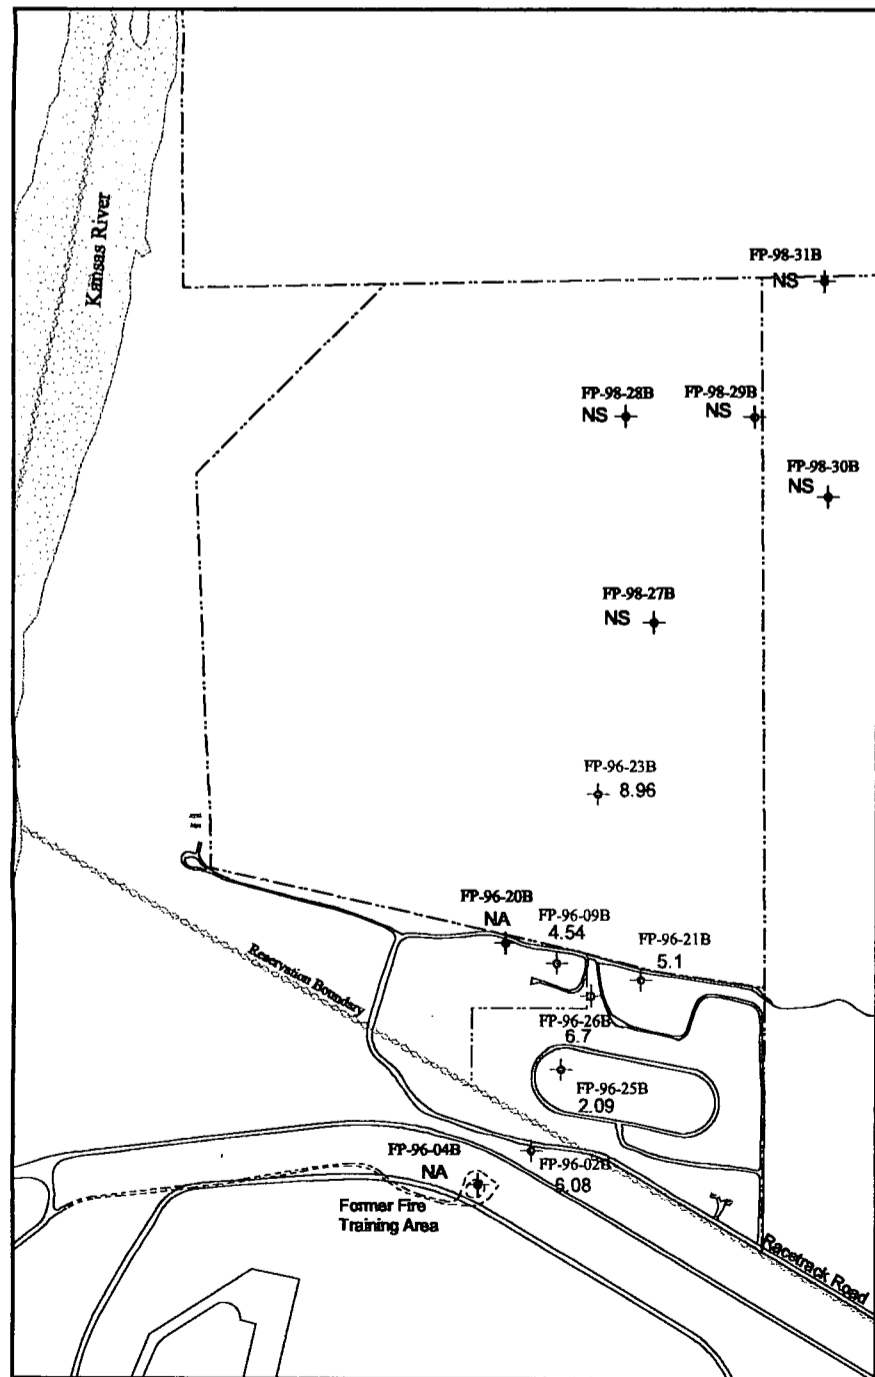 Kansas River
FP-98-31B
NS
FP-98-28B
NS
FP-98-29B
NS
FP-98-30B
NS
FP-98-27B
NS
FP-96-23B
8.96
FP-96-20B
NA
FP-96-09B
4.54
FP-96-21B
5.1
Reservation Boundary
FP-96-26B
6.7
FP-96-25B
2.09
FP-96-04B
NA
FP-96-02B
6.08
Former Fire
Training Area
Racetrack Road